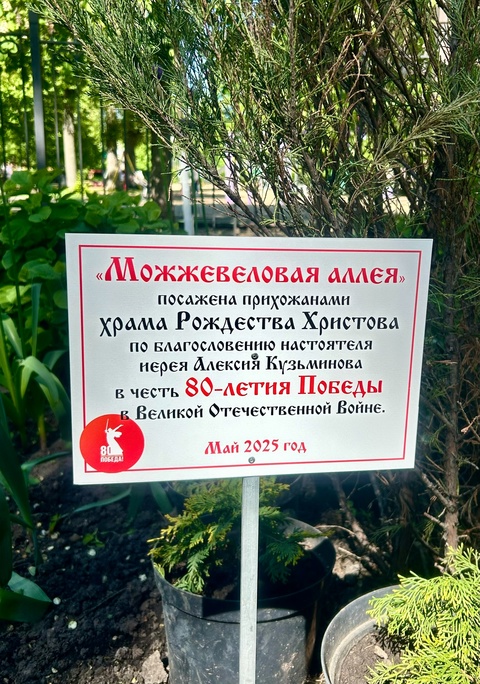 «Можжевеловая аллея»
посажена прихожанами
храма Рождества Христова
по благословению настоятеля
иерея Алексия Кузьминова
в честь 80-летия Победы
в Великой Отечественной Войне.
80
ПОБЕДА!
Май 2025 год